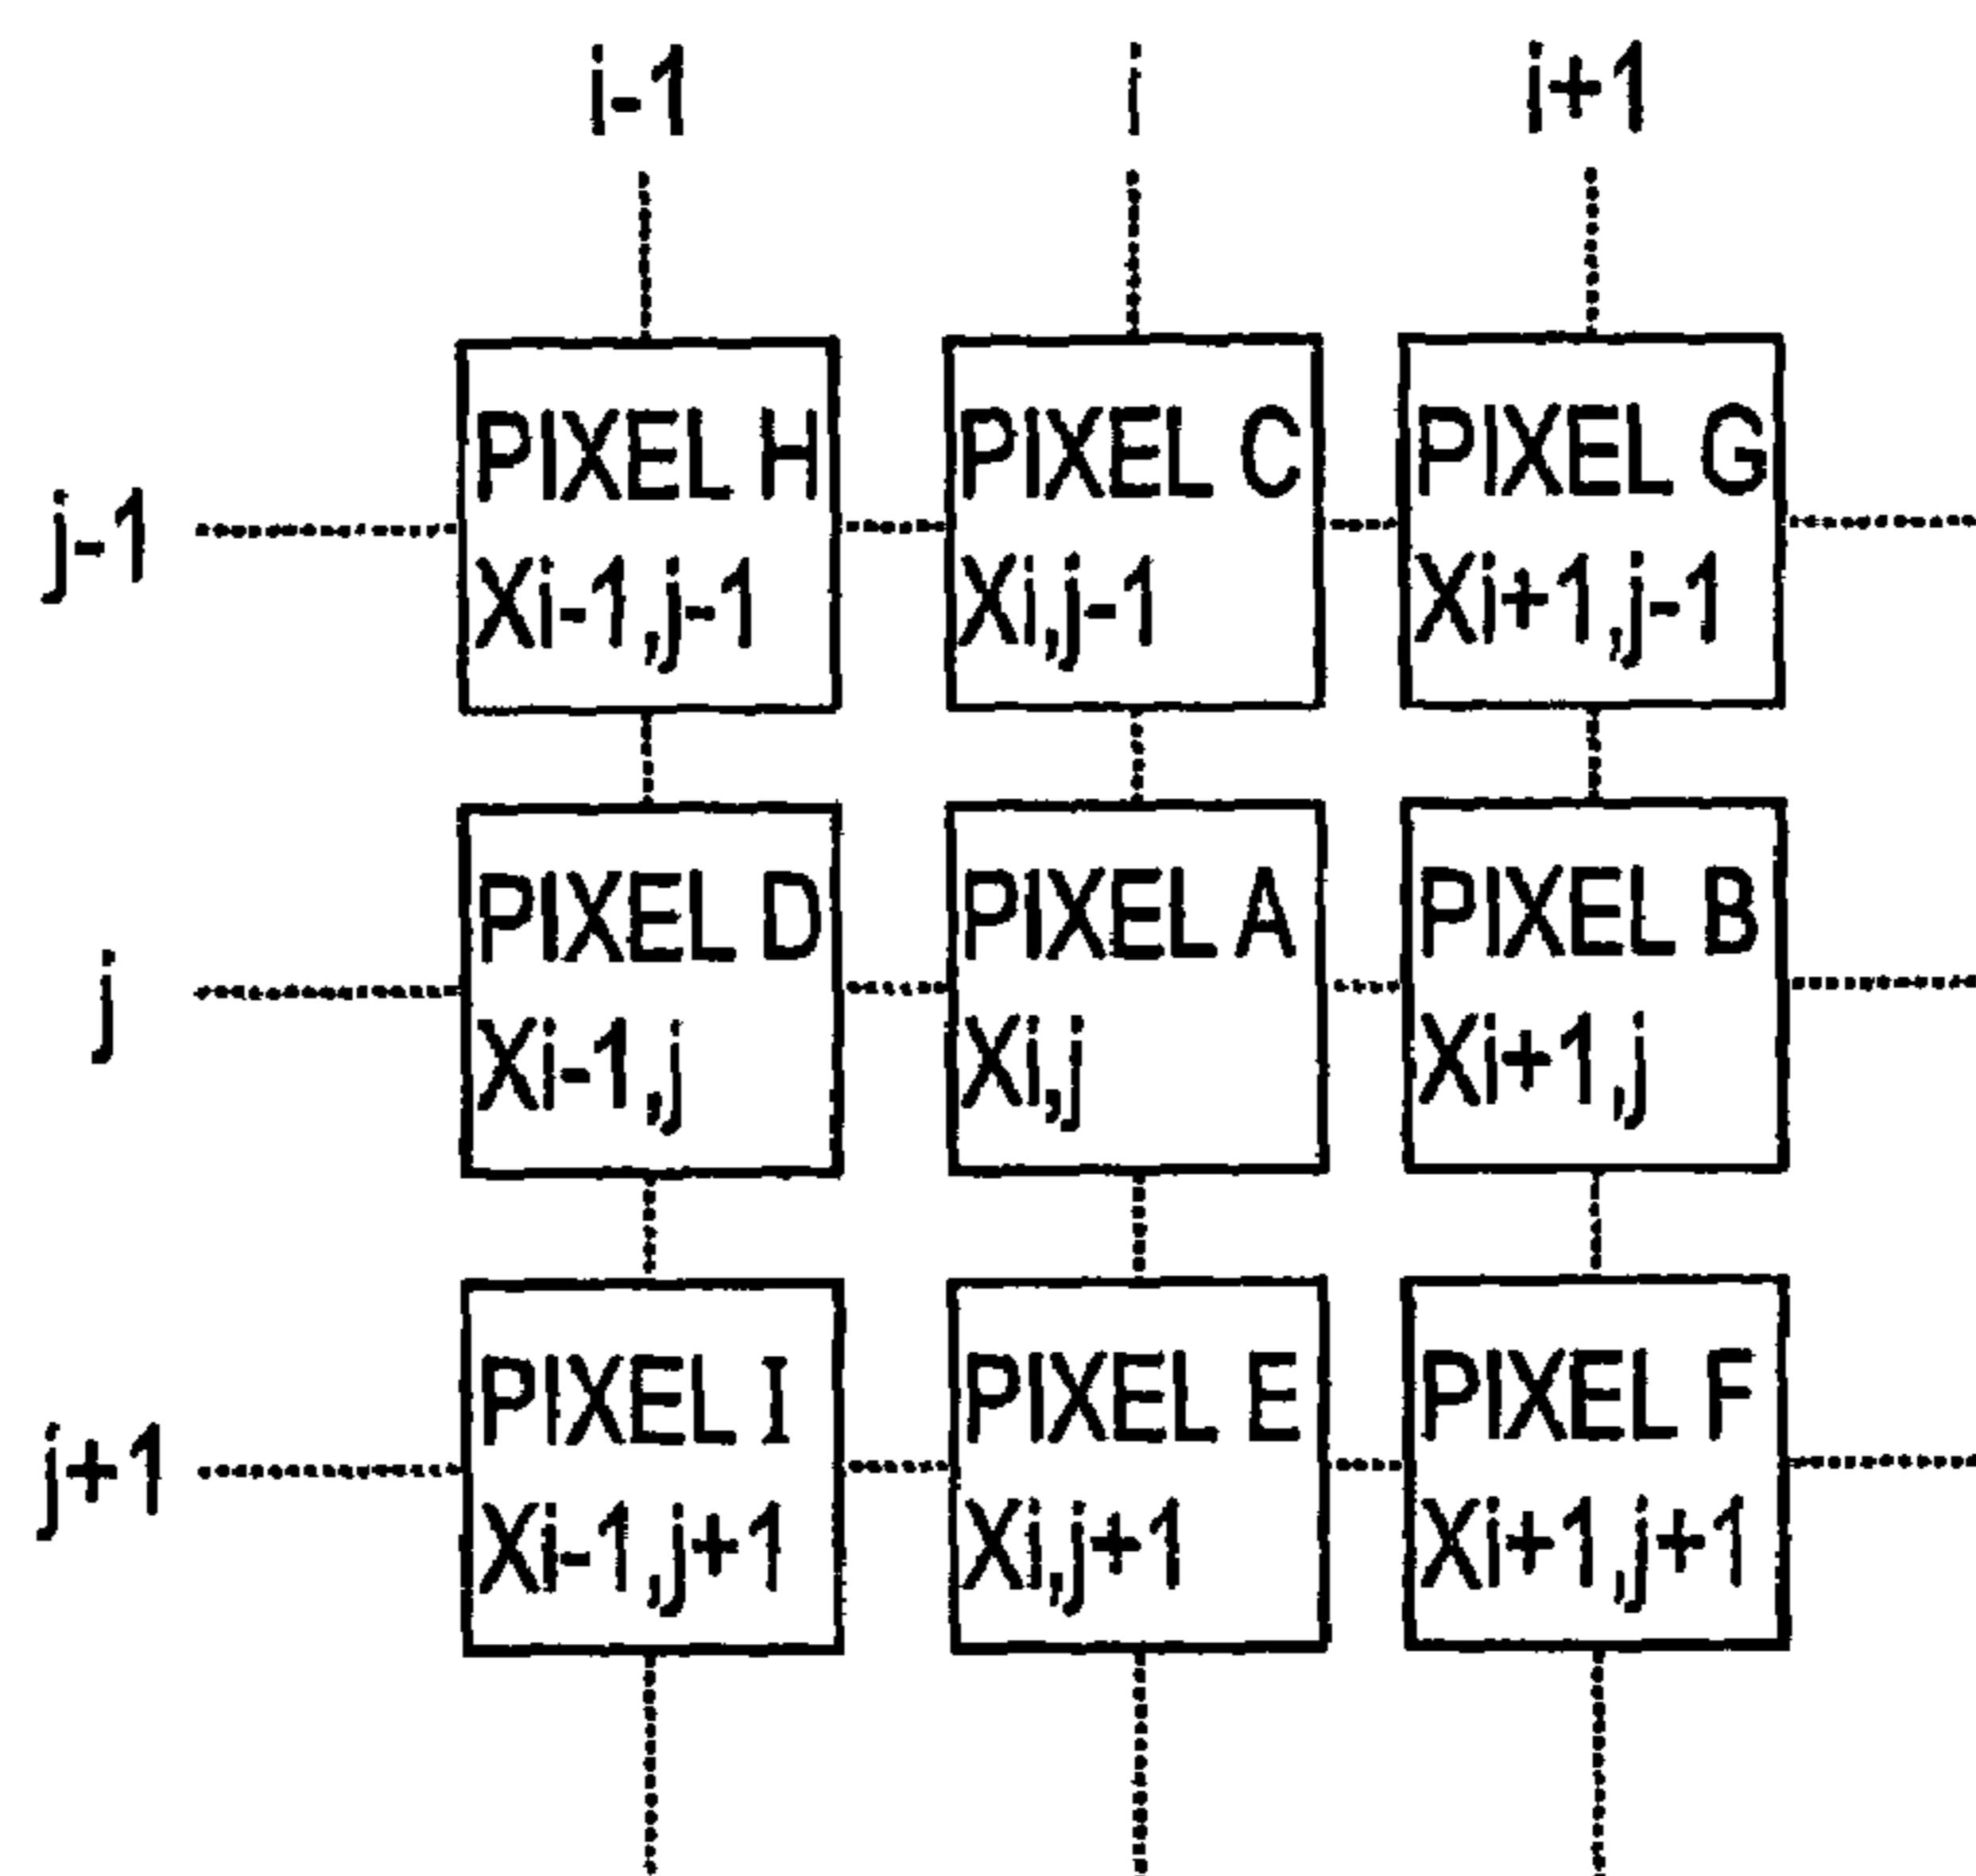 i-1 i i+1
PIXEL H PIXEL C PIXEL G
j-1
Xi-1,j-1 Xi,j-1 Xi+1,j-1
PIXEL D PIXEL A PIXEL B
j
Xi-1,j Xi,j Xi+1,j
PIXEL I PIXEL E PIXEL F
j+1
Xi-1,j+1 Xi,j+1 Xi+1,j+1